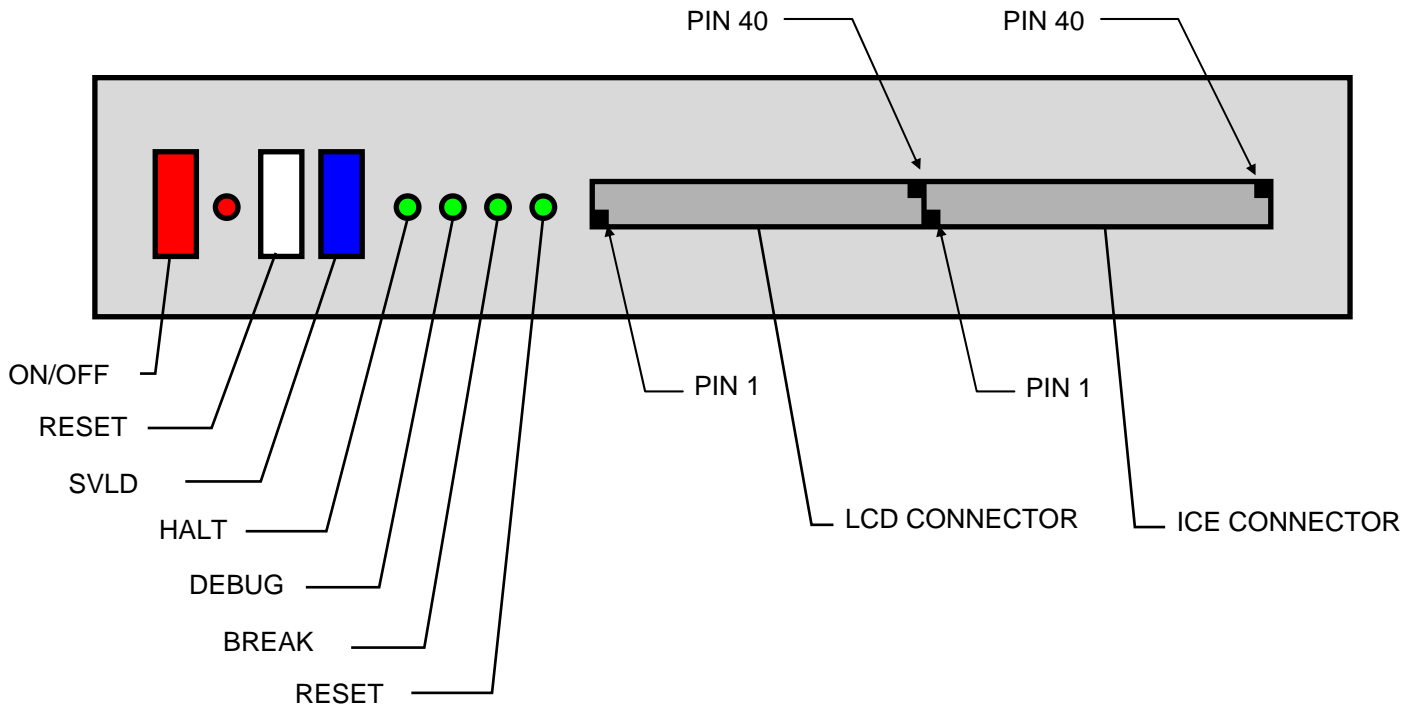 PIN 40
PIN 40
ON/OFF
PIN 1
PIN 1
RESET
SVLD
HALT
LCD CONNECTOR
ICE CONNECTOR
DEBUG
BREAK
RESET